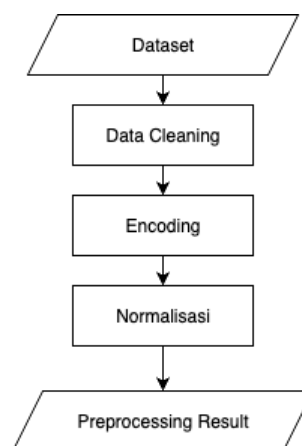 Dataset
Data Cleaning
Encoding
Normalisasi
Preprocessing Result